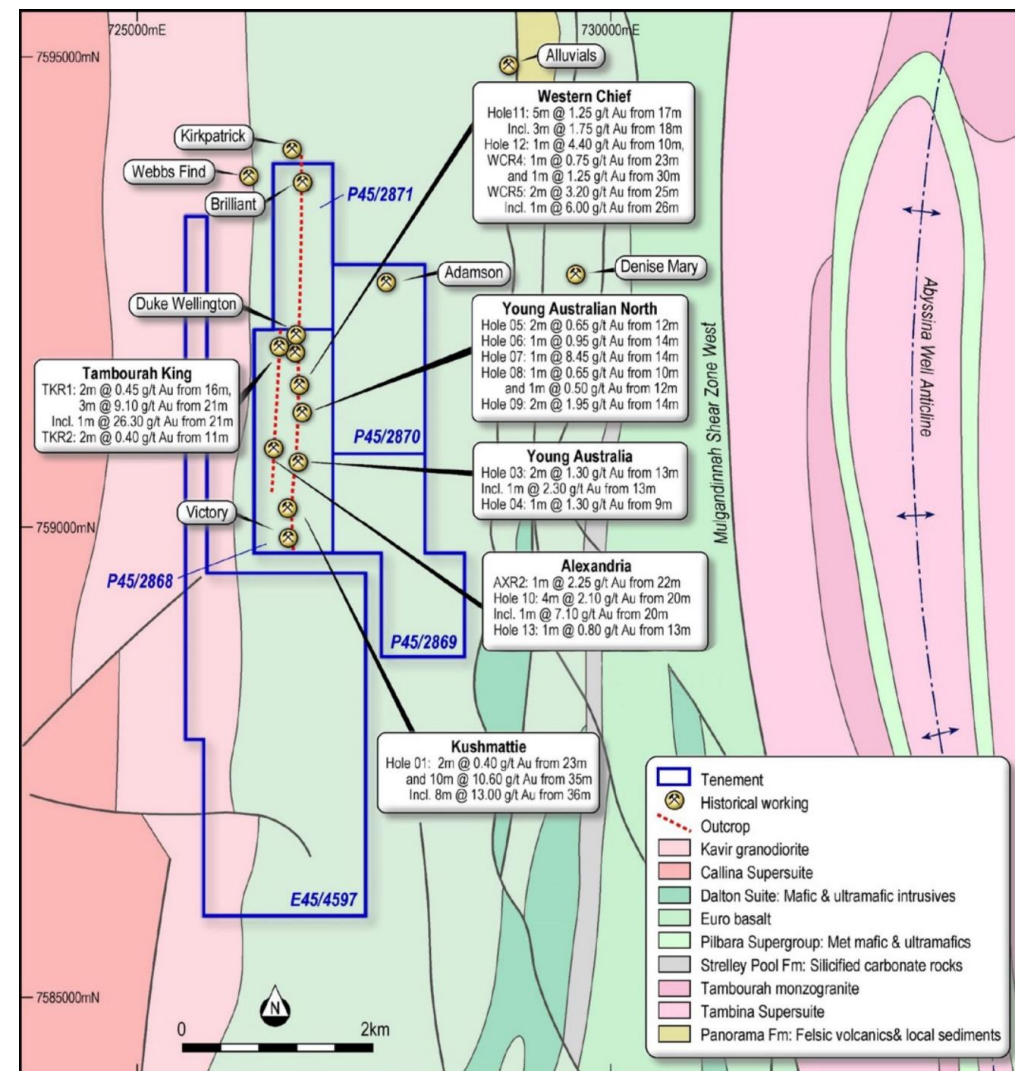 725000mE
730000mE
7595000mN
Alluvials
Western Chief
Hole11: 5m @ 1.25 g/t Au from 17m
Incl. 3m @ 1.75 g/t Au from 18m
Hole 12: 1m @ 4.40 g/t Au from 10m,
WCR4: 1m @ 0.75 g/t Au from 23m
and 1m @ 1.25 g/t Au from 30m
WCR5: 2m @ 3.20 g/t Au from 25m
Incl. 1m @ 6.00 g/t Au from 26m
Kirkpatrick
Webbs Find
Brilliant
P45/2871
Adamson
Denise Mary
Duke Wellington
Young Australian North
Hole 05: 2m @ 0.65 g/t Au from 12m
Hole 06: 1m @ 0.95 g/t Au from 14m
Hole 07: 1m @ 8.45 g/t Au from 14m
Hole 08: 1m @ 0.65 g/t Au from 10m
and 1m @ 0.50 g/t Au from 12m
Hole 09: 2m @ 1.95 g/t Au from 14m
Mulgandinnah Shear Zone West
Abyssina Well Anticline
Tambourah King
TKR1: 2m @ 0.45 g/t Au from 16m,
3m @ 9.10 g/t Au from 21m
Incl. 1m @ 26.30 g/t Au from 21m
TKR2: 2m @ 0.40 g/t Au from 11m
P45/2870
Young Australia
Hole 03: 2m @ 1.30 g/t Au from 13m
Incl. 1m @ 2.30 g/t Au from 13m
Hole 04: 1m @ 1.30 g/t Au from 9m
Victory
759000mN
P45/2868
Alexandria
AXR2: 1m @ 2.25 g/t Au from 22m
Hole 10: 4m @ 2.10 g/t Au from 20m
Incl. 1m @ 7.10 g/t Au from 20m
Hole 13: 1m @ 0.80 g/t Au from 13m
P45/2869
Kushmattie
Hole 01: 2m @ 0.40 g/t Au from 23m
and 10m @ 10.60 g/t Au from 35m
Incl. 8m @ 13.00 g/t Au from 36m
E45/4597
7585000mN
N
0
2km
Tenement
Historical working
Outcrop
Kavir granodiorite
Callina Supersuite
Dalton Suite: Mafic & ultramafic intrusives
Euro basalt
Pilbara Supergroup: Met mafic & ultramafics
Strelley Pool Fm: Silicified carbonate rocks
Tambourah monzogranite
Tambina Supersuite
Panorama Fm: Felsic volcanics& local sediments